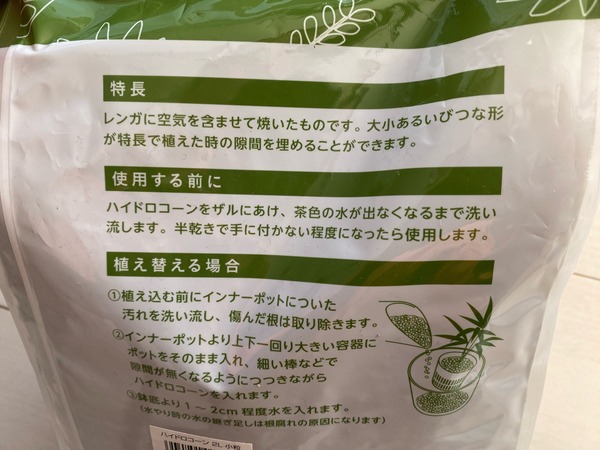 特長
レンガに空気を含ませて焼いたものです。大小あるいびつな形
が特長で植えた時の隙間を埋めることができます。
使用する前に
ハイドロコーンをザルにあけ、茶色の水が出なくなるまで洗い
流します。半乾きで手に付かない程度になったら使用します。
植え替える場合
①植え込む前にインナーポットについた
汚れを洗い流し、傷んだ根は取り除きます。
②インナーポットより上下一回り大きい容器に
ポットをそのまま入れ、細い棒などで
隙間が無くなるようにつつきながら
ハイドロコーンを入れます。
③鉢底より1～2cm程度水を入れます。
(水やり時の水の継ぎ足しは根腐れの原因になります)
ハイドロコーン 2L 小粒